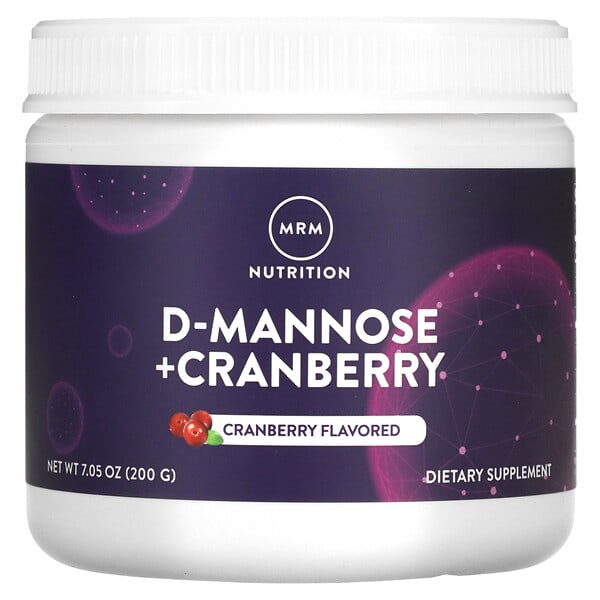 MRM
NUTRITION
D-MANNOSE
+CRANBERRY
CRANBERRY FLAVORED
NET WT 7.05 OZ (200 G)
DIETARY SUPPLEMENT